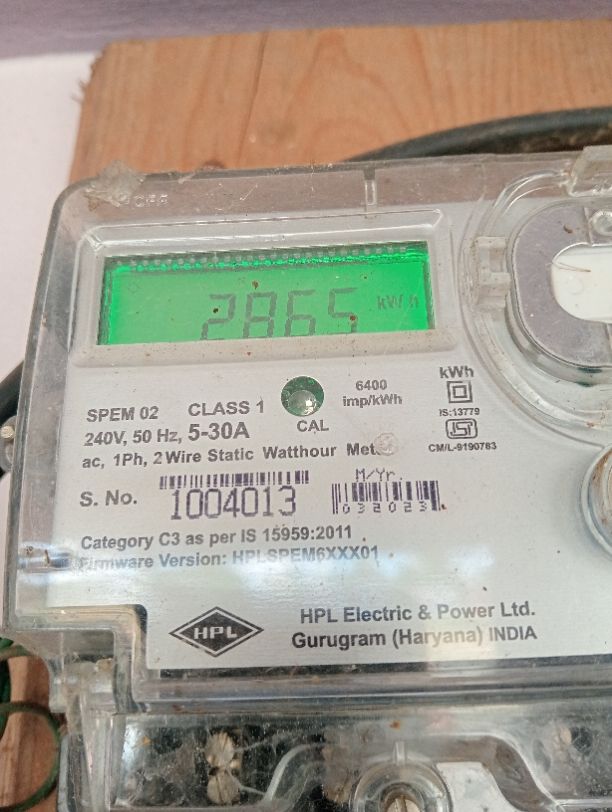 2865 kWh
SPEM 02 CLASS 1
6400 imp/kWh
kWh
IS:13779
ISI
CM/L-9190763
CAL
240V, 50 Hz, 5-30A
ac, 1Ph, 2 Wire Static Watthour
M/Yr.
S. No. 1004013
032023
Category C3 as per IS 15959:2011
Firmware Version: HPLSPEM6XXX01
HPL
HPL Electric & Power Ltd.
Gurugram (Haryana) INDIA